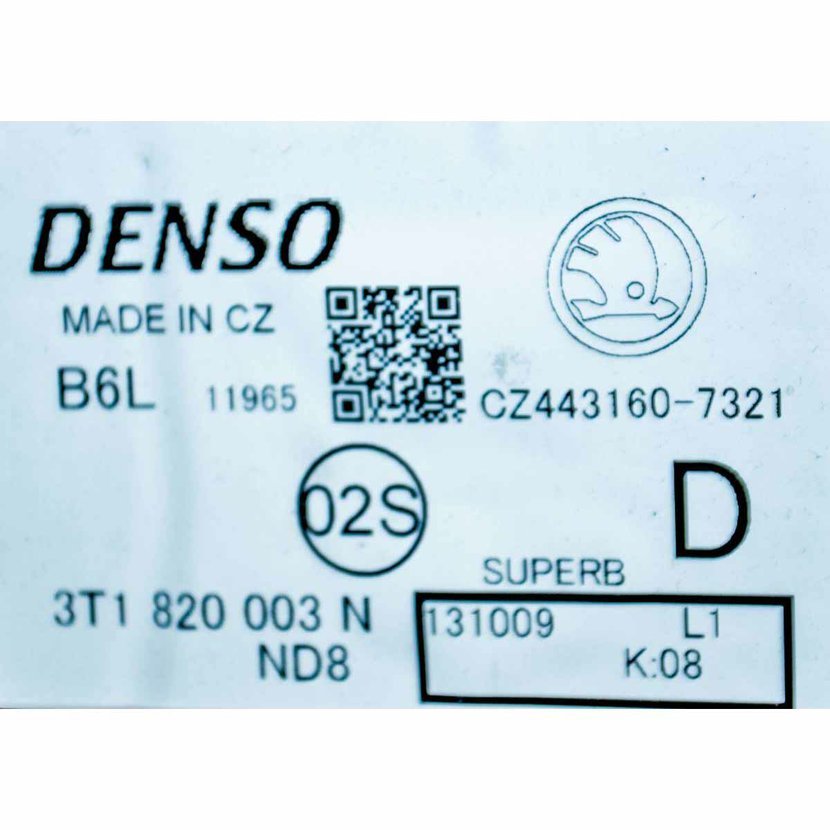 DENSO
MADE IN CZ
B6L 11965
CZ443160-7321
02S
D
SUPERB
3T1 820 003 N
ND8
131009 L1
K:08